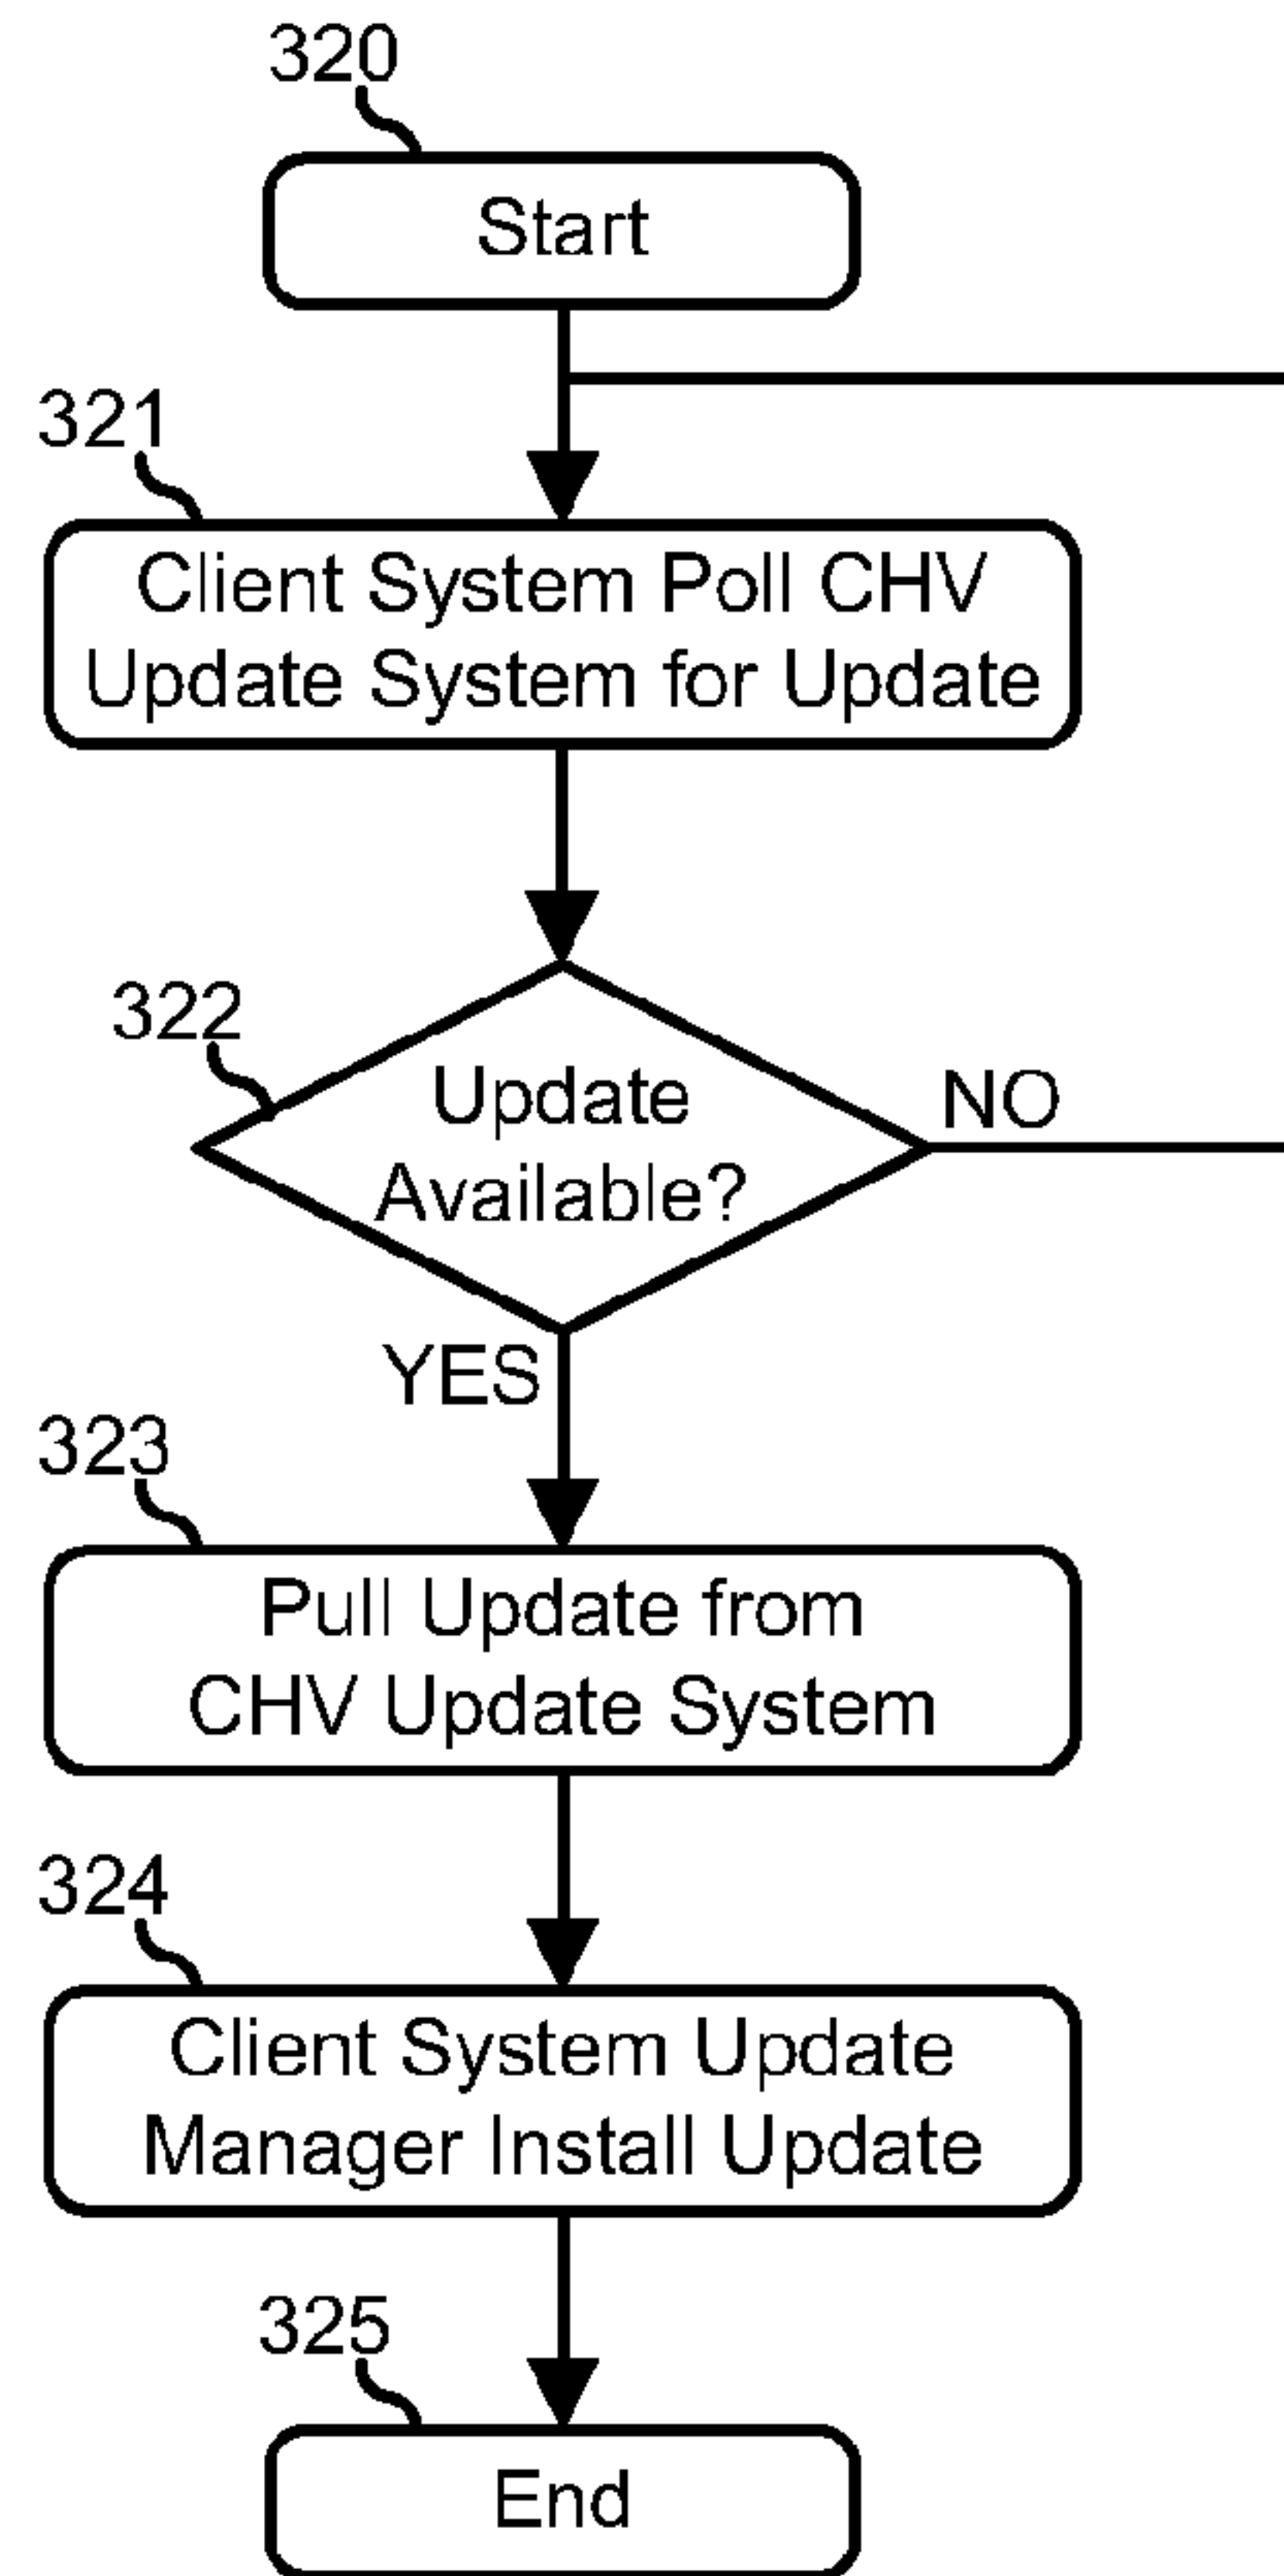 320
Start
321
Client System Poll CHV
Update System for Update
322
Update
Available?
NO
YES
323
Pull Update from
CHV Update System
324
Client System Update
Manager Install Update
325
End